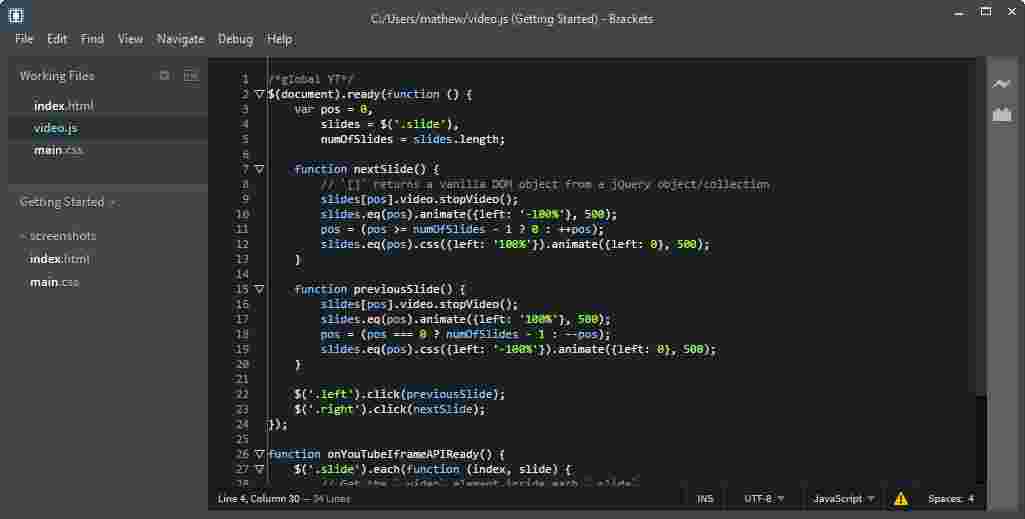 C:/Users/mathew/video.js (Getting Started) - Brackets
File Edit Find View Navigate Debug Help
Working Files
index.html
video.js
main.css
Getting Started
screenshots
index.html
main.css
1 /*global YT*/
2 $(document).ready(function () {
3 var pos = 0,
4 slides = $('.slide'),
5 numOfSlides = slides.length;
6
7 function nextSlide() {
8 // `[]` returns a vanilla DOM object from a jQuery object/collection
9 slides[pos].video.stopVideo();
10 slides.eq(pos).animate({left: '-100%'}, 500);
11 pos = (pos >= numOfSlides - 1 ? 0 : ++pos);
12 slides.eq(pos).css({left: '100%'}).animate({left: 0}, 500);
13 }
14
15 function previousSlide() {
16 slides[pos].video.stopVideo();
17 slides.eq(pos).animate({left: '100%'}, 500);
18 pos = (pos === 0 ? numOfSlides - 1 : --pos);
19 slides.eq(pos).css({left: '-100%'}).animate({left: 0}, 500);
20 }
21
22 $('.left').click(previousSlide);
23 $('.right').click(nextSlide);
24 });
25
26 function onYouTubeIframeAPIReady() {
27 $('.slide').each(function (index, slide) {
28 // Get the `.video` element inside each `.slide`
Line 4, Column 30 — 34 Lines
INS UTF-8 JavaScript Spaces: 4